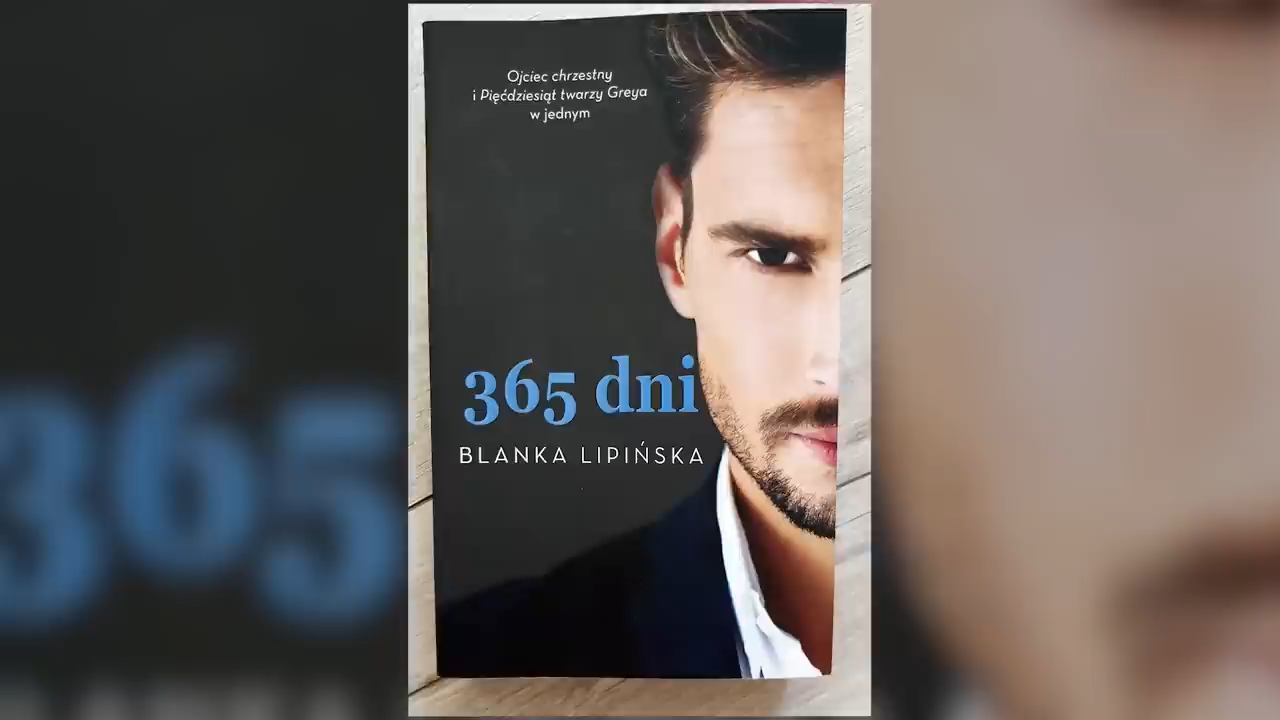 Ojciec chrzestny
i Pięćdziesiąt twarzy Greya
w jednym
365 dni
BLANKA LIPIŃSKA